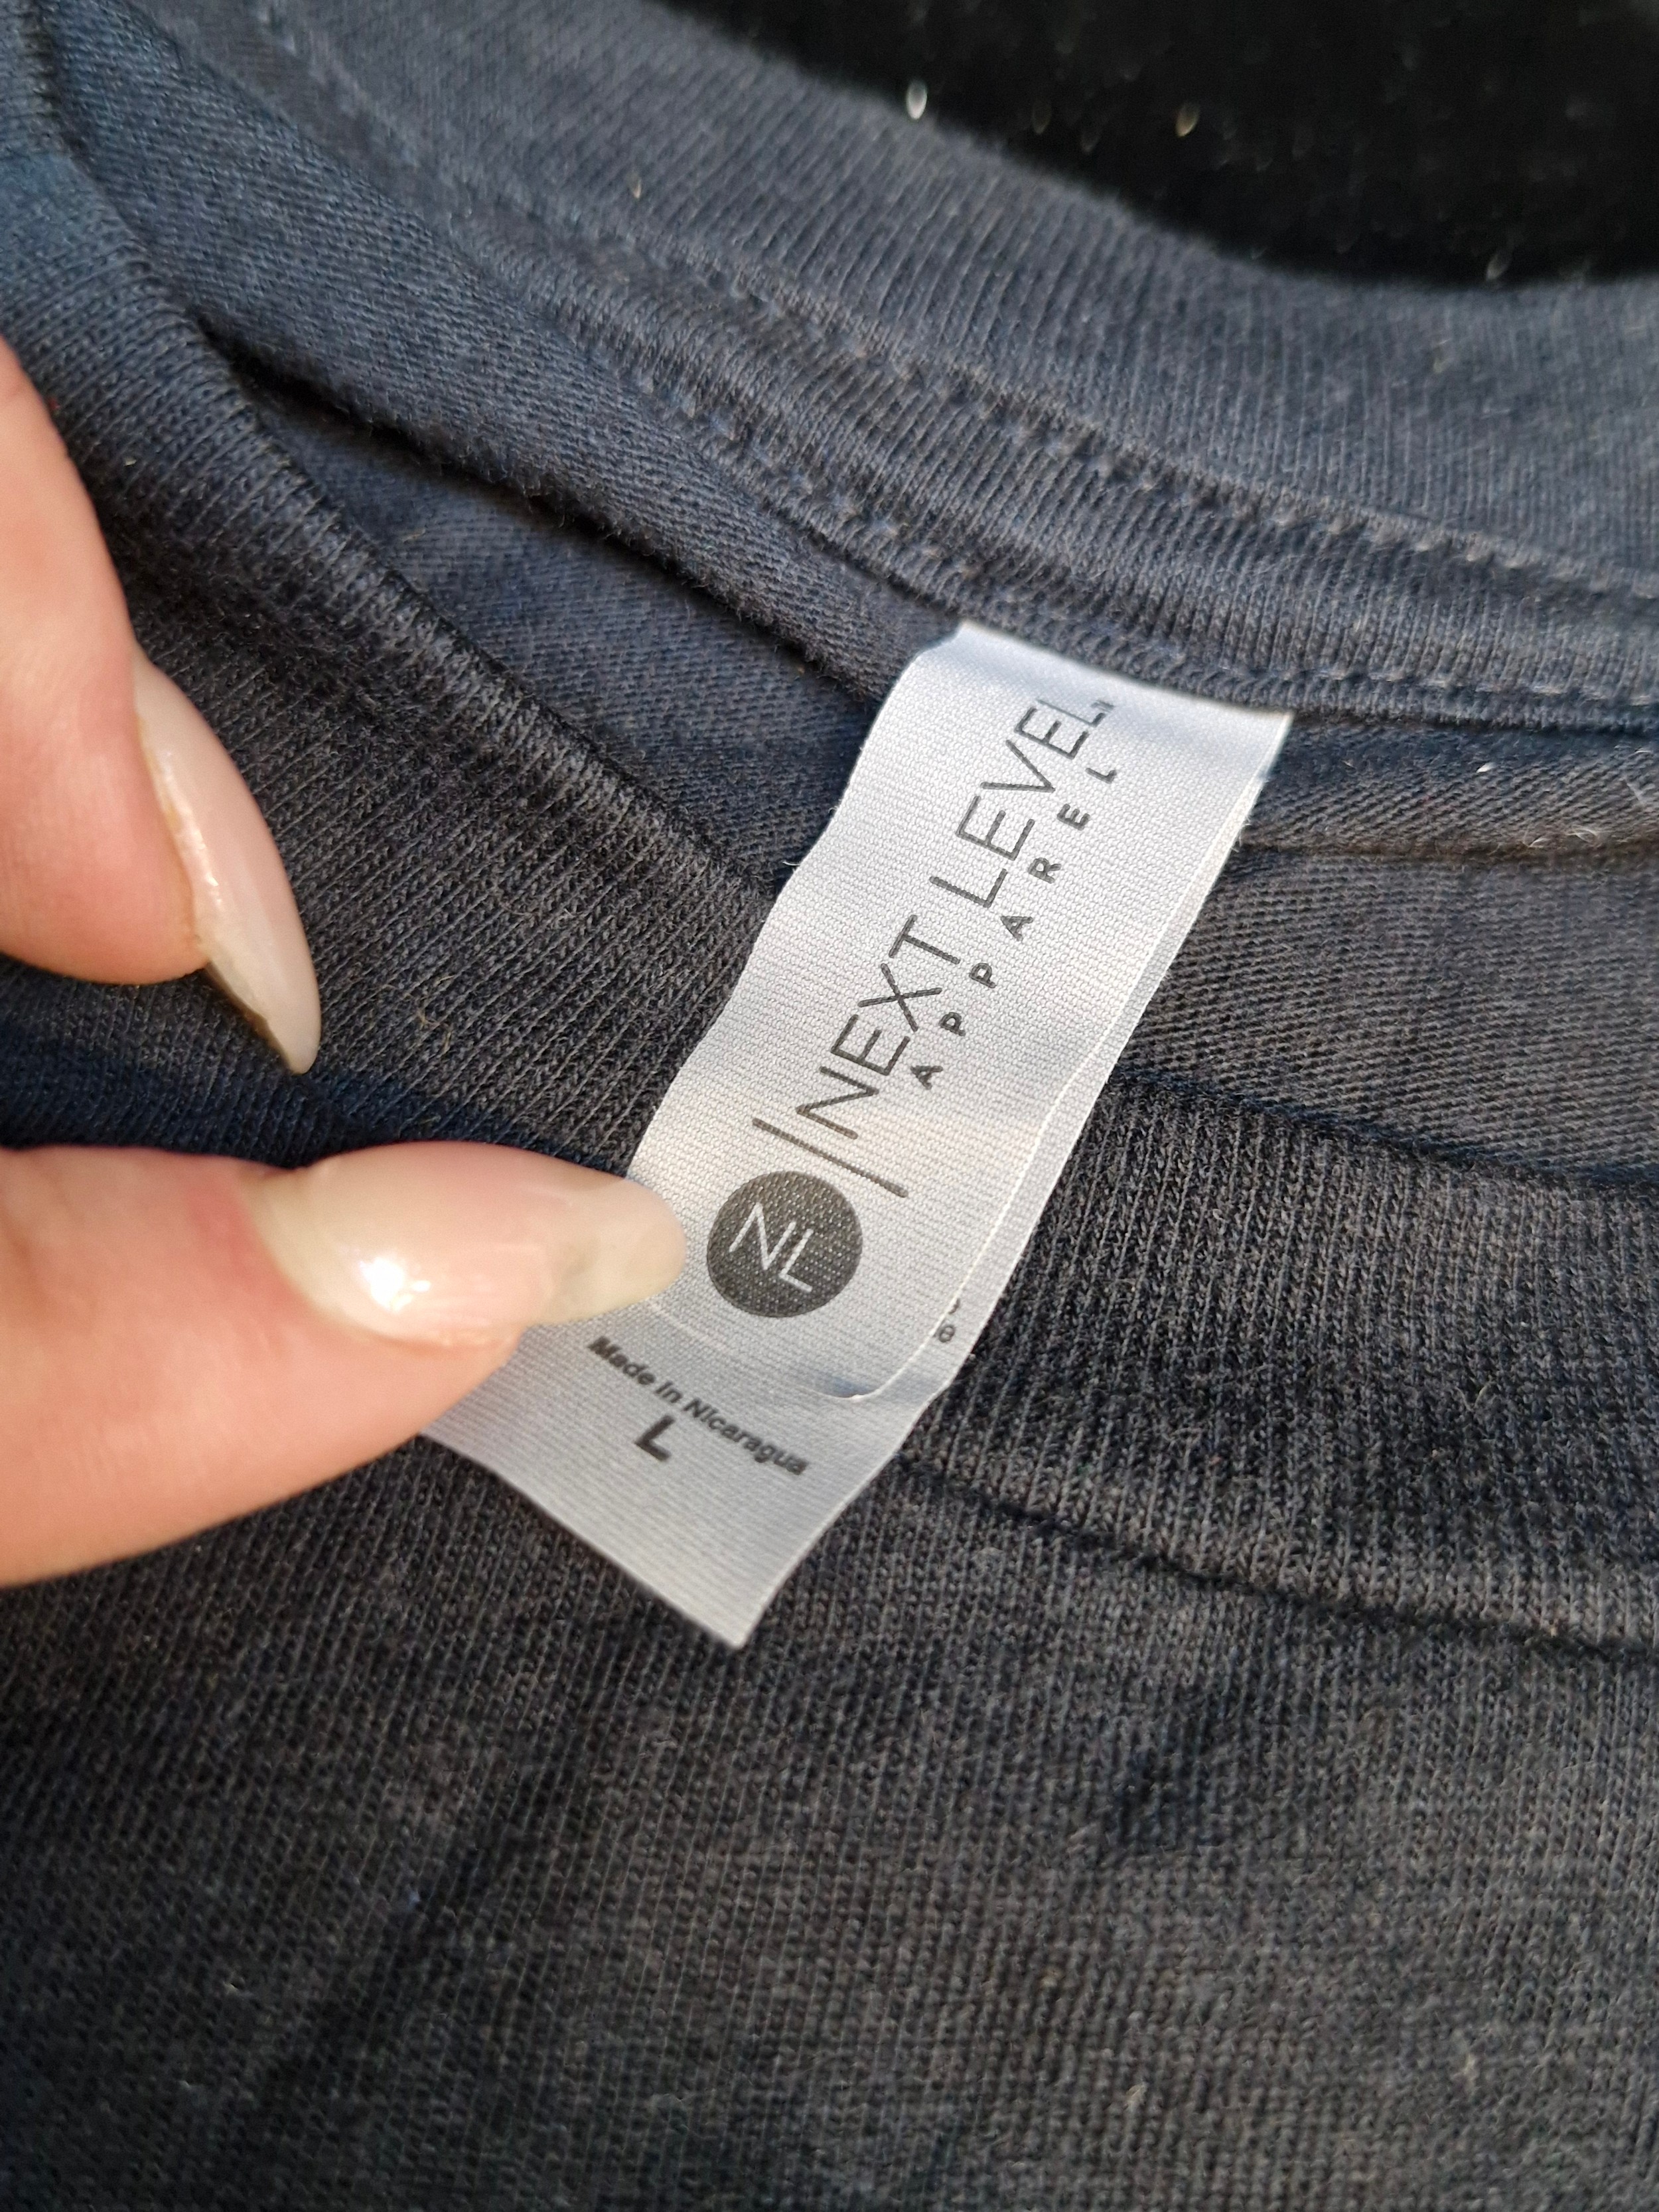 NL | NEXT LEVEL
APPAREL
Made in Nicaragua
L